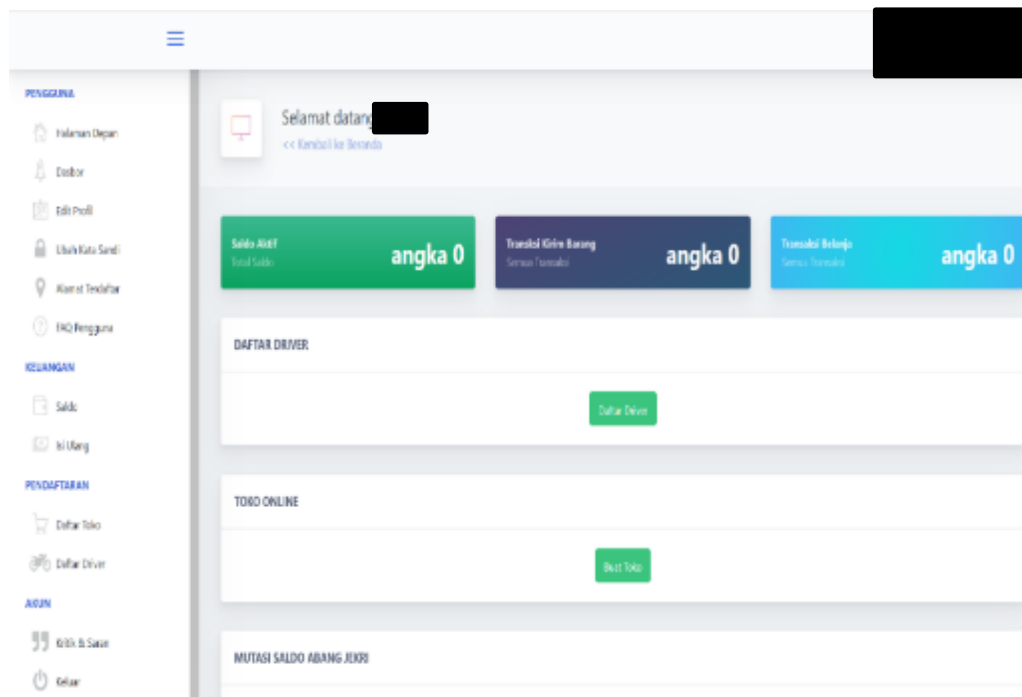 PENGGUNA
Halaman Depan
Dasbor
Edit Profil
Ubah Kata Sandi
Alamat Terdaftar
FAQ Pengguna
KEUANGAN
Saldo
Isi Ulang
PENDAFTARAN
Daftar Toko
Daftar Driver
AKUN
Kritik & Saran
Keluar
Selamat datang
<< Kembali ke Beranda
Saldo Aktif
Total Saldo
angka 0
Transksi Kirim Barang
Semua Transaksi
angka 0
Transaksi Belanja
Semua Transaksi
angka 0
DAFTAR DRIVER
Daftar Driver
TOKO ONLINE
Buat Toko
MUTASI SALDO ABANG JEKRI